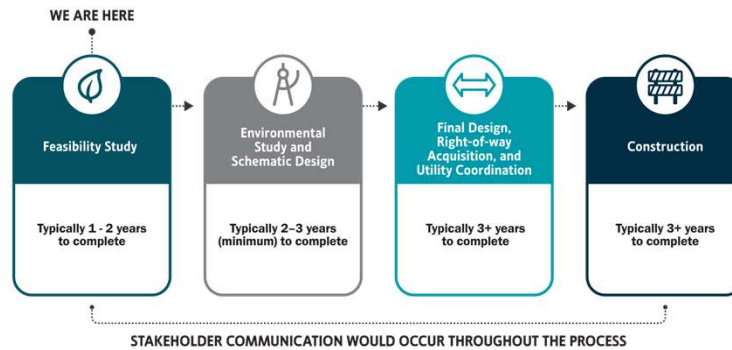 WE ARE HERE
Feasibility Study
Typically 1 - 2 years
to complete
Environmental
Study and
Schematic Design
Typically 2–3 years
(minimum) to complete
Final Design,
Right-of-way
Acquisition, and
Utility Coordination
Typically 3+ years
to complete
Construction
Typically 3+ years
to complete
STAKEHOLDER COMMUNICATION WOULD OCCUR THROUGHOUT THE PROCESS